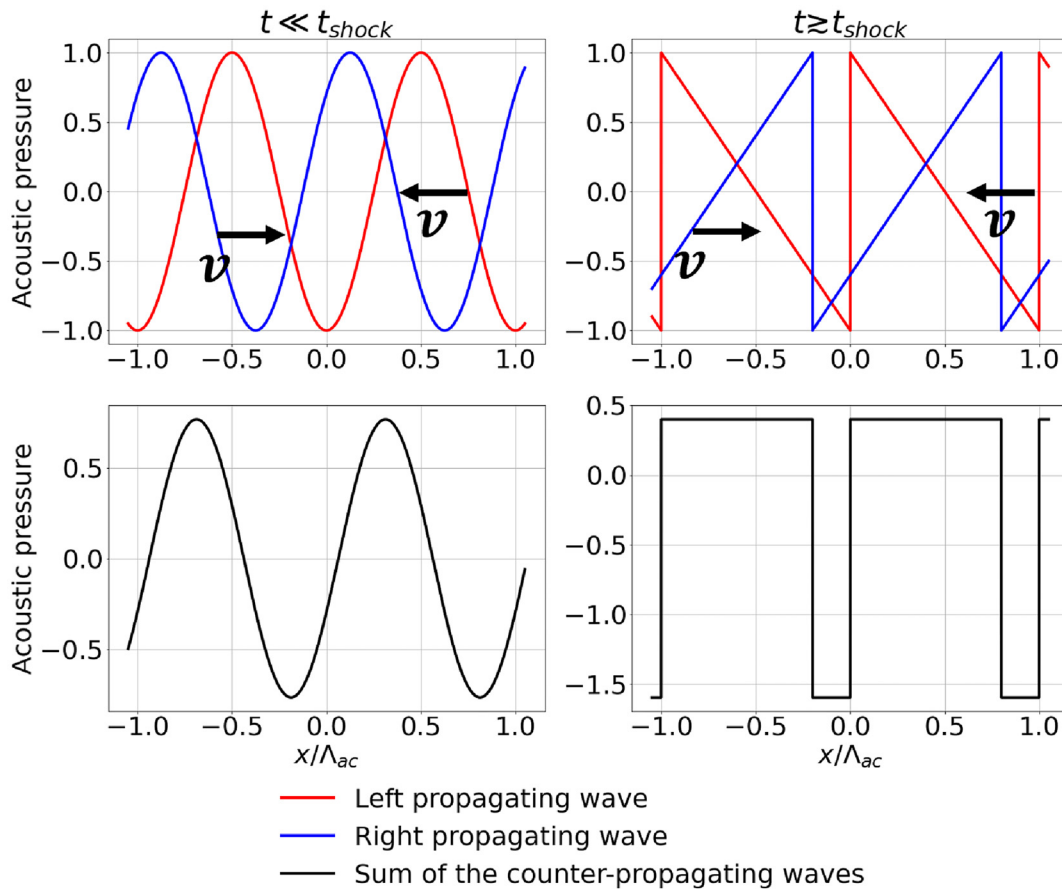 t ≪ t_shock
t ≳ t_shock
Acoustic pressure
1.0
0.5
0.0
−0.5
−1.0
v
v
−1.0 −0.5 0.0 0.5 1.0
1.0
0.5
0.0
−0.5
−1.0
v
v
−1.0 −0.5 0.0 0.5 1.0
Acoustic pressure
0.5
0.0
−0.5
−1.0 −0.5 0.0 0.5 1.0
x/Λ_ac
0.5
0.0
−0.5
−1.0
−1.5
−1.0 −0.5 0.0 0.5 1.0
x/Λ_ac
Left propagating wave
Right propagating wave
Sum of the counter-propagating waves